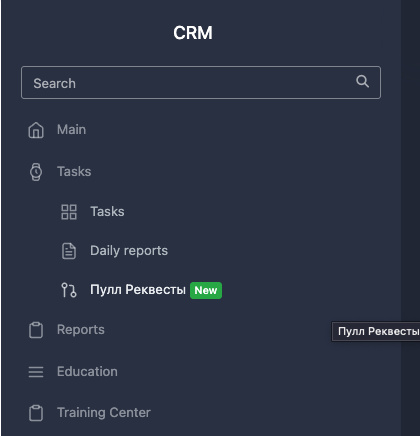 CRM
Search
Main
Tasks
Tasks
Daily reports
Пулл Реквесты New
Reports
Пулл Реквесты
Education
Training Center